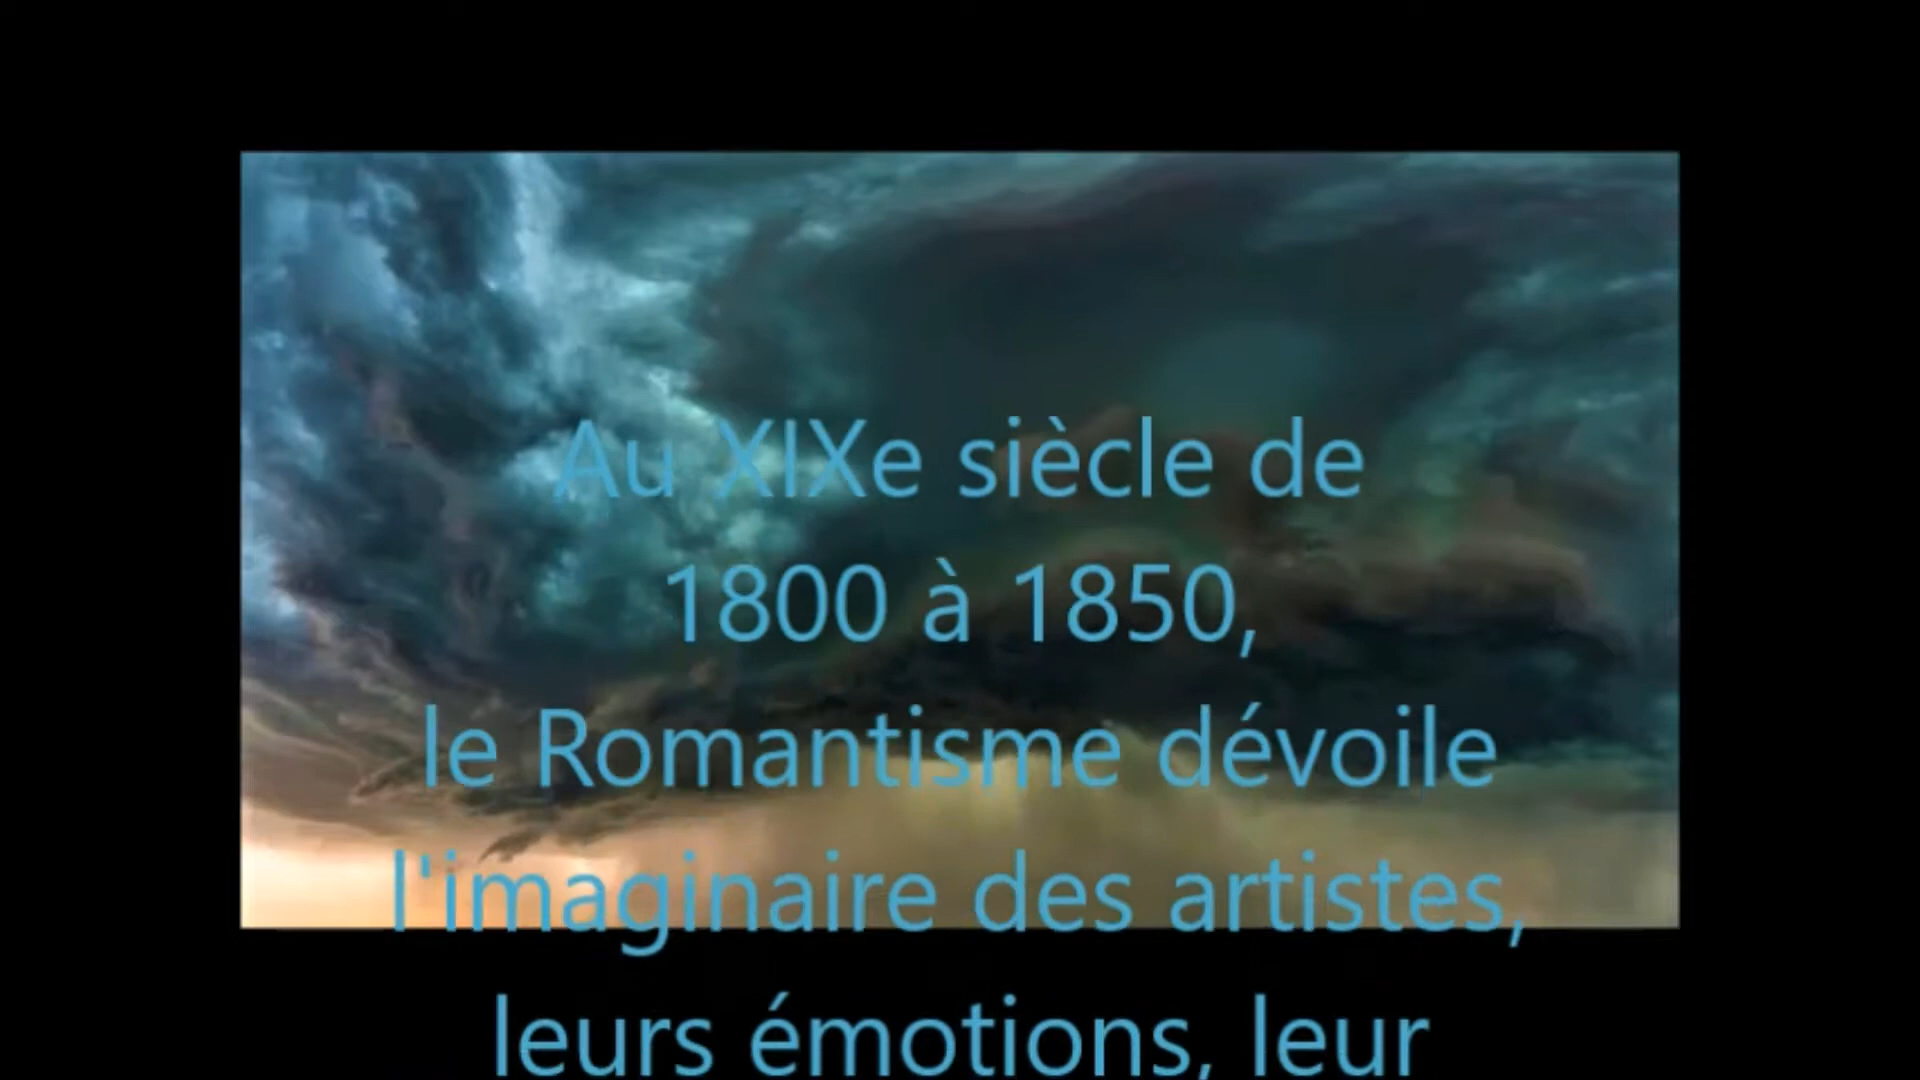 Au XIXe siècle de
1800 à 1850,
le Romantisme dévoile
l'imaginaire des artistes,
leurs émotions, leur